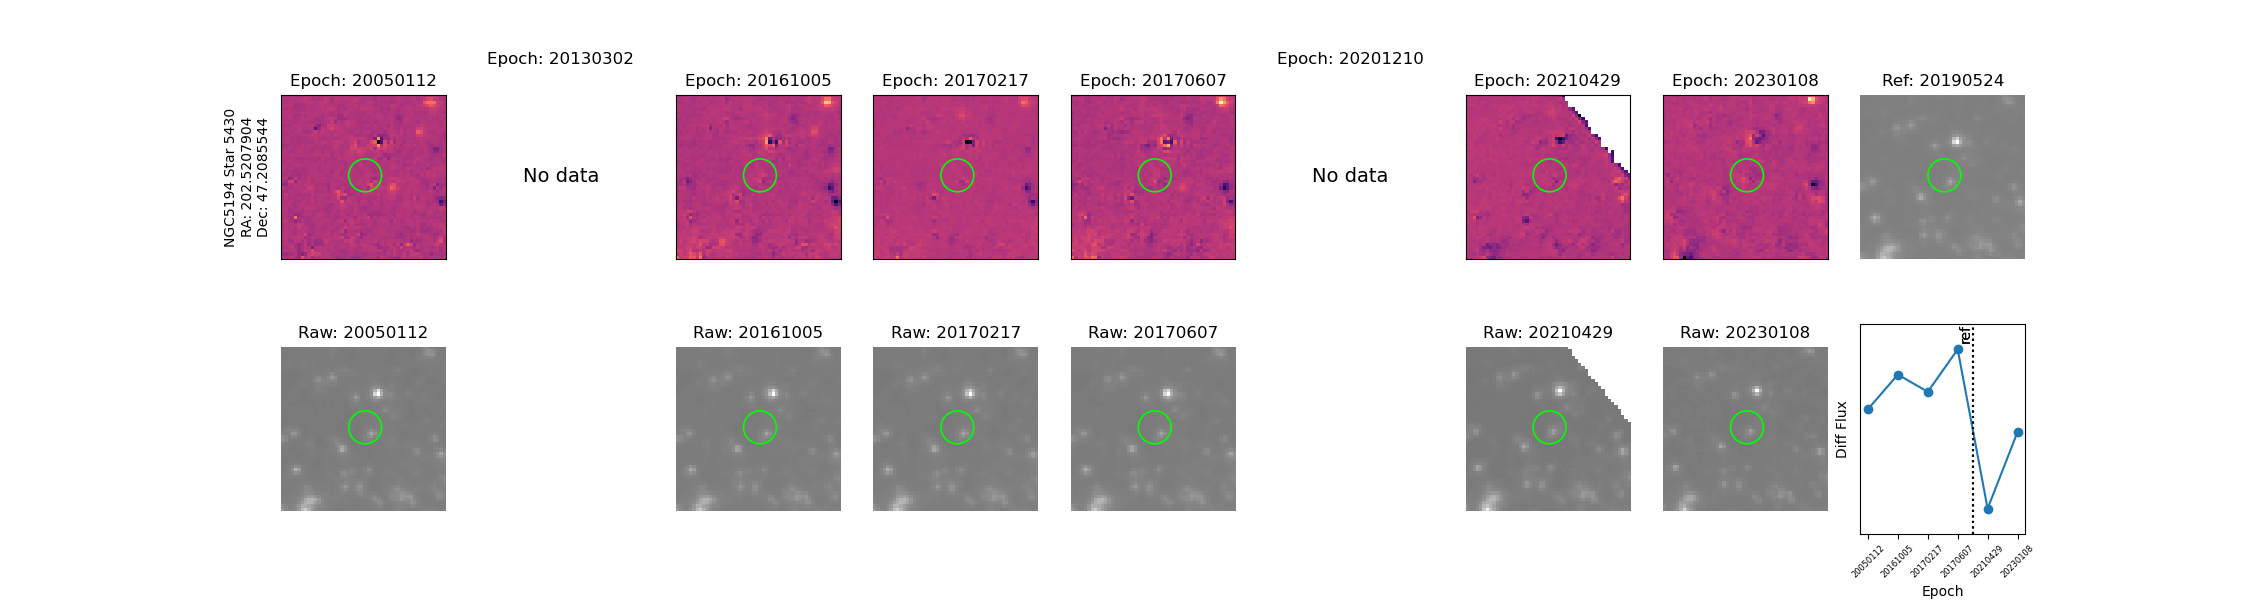 Epoch: 20130302
Epoch: 20201210
Epoch: 20050112
Epoch: 20161005
Epoch: 20170217
Epoch: 20170607
Epoch: 20210429
Epoch: 20230108
Ref: 20190524
NGC5194 Star 5430
RA: 202.5207904
Dec: 47.2085544
No data
No data
Raw: 20050112
Raw: 20161005
Raw: 20170217
Raw: 20170607
Raw: 20210429
Raw: 20230108
ref
Diff Flux
20050112
20161005
20170217
20170607
20210429
20230108
Epoch